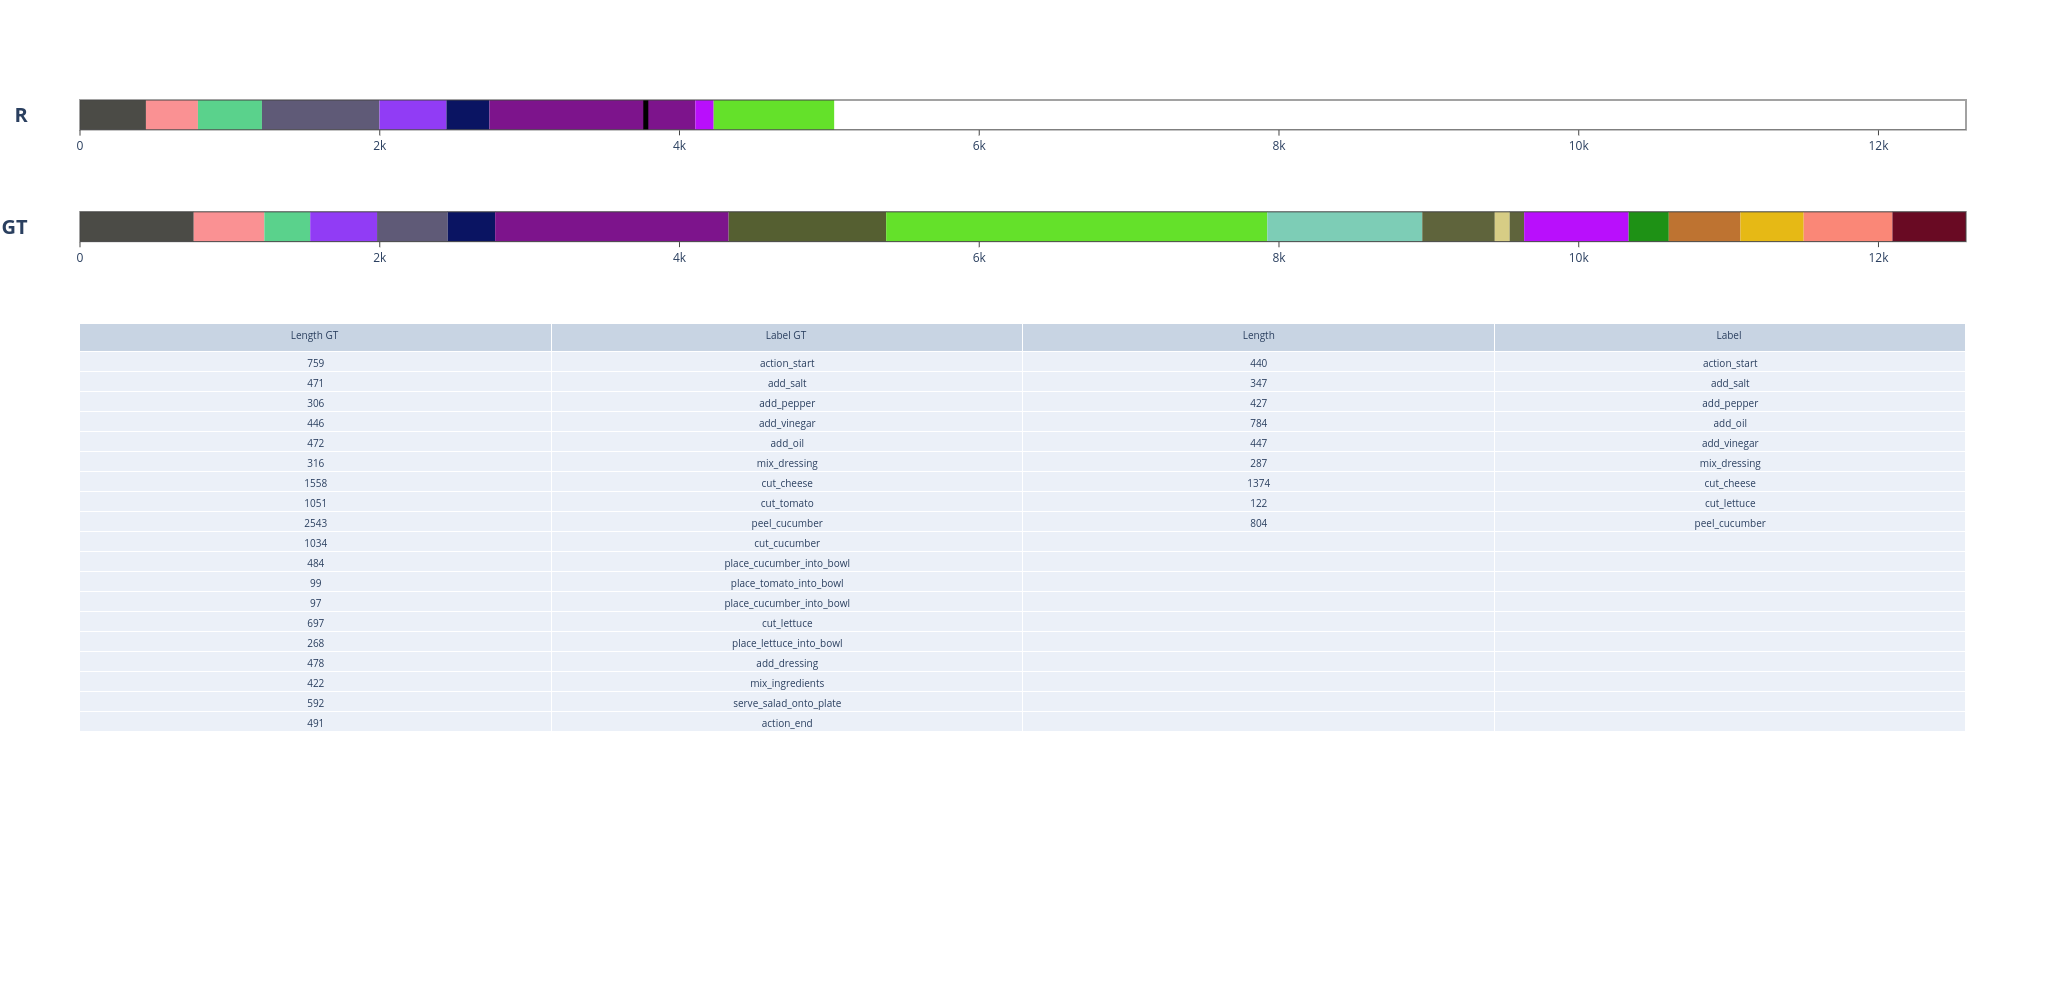 R
0 2k 4k 6k 8k 10k 12k
GT
0 2k 4k 6k 8k 10k 12k
Length GT Label GT Length Label
759 action_start 440 action_start
471 add_salt 347 add_salt
306 add_pepper 427 add_pepper
446 add_vinegar 784 add_oil
472 add_oil 447 add_vinegar
316 mix_dressing 287 mix_dressing
1558 cut_cheese 1374 cut_cheese
1051 cut_tomato 122 cut_lettuce
2543 peel_cucumber 804 peel_cucumber
1034 cut_cucumber
484 place_cucumber_into_bowl
99 place_tomato_into_bowl
97 place_cucumber_into_bowl
697 cut_lettuce
268 place_lettuce_into_bowl
478 add_dressing
422 mix_ingredients
592 serve_salad_onto_plate
491 action_end